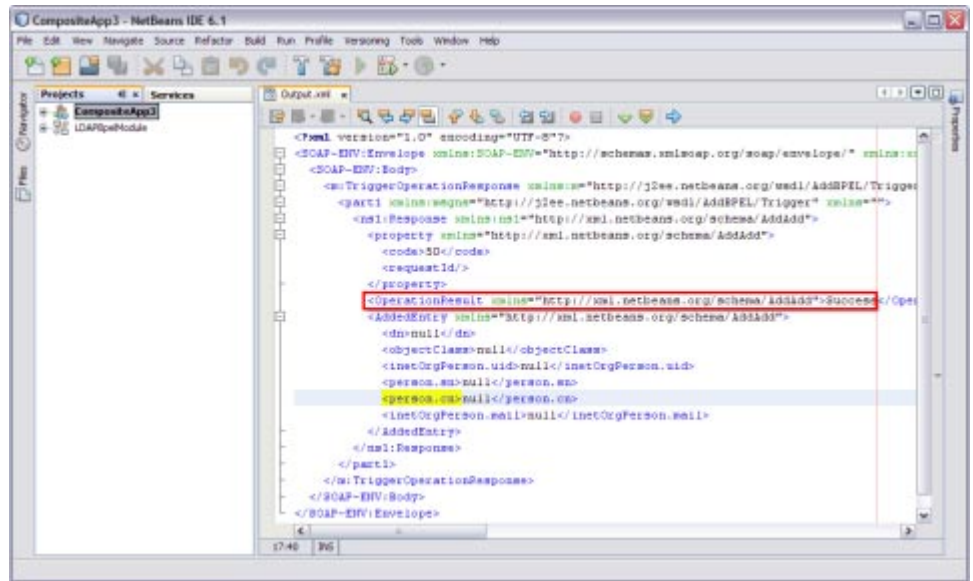 CompositeApp3 - NetBeans IDE 6.1
File Edit View Navigate Source Refactor Build Run Profile Versioning Tools Window Help
Projects Services
Output.xml
Navigator
Files
Properties
CompositeApp3
LDAPBpelModule
<?xml version="1.0" encoding="UTF-8"?>
<SOAP-ENV:Envelope xmlns:SOAP-ENV="http://schemas.xmlsoap.org/soap/envelope/"
<SOAP-ENV:Body>
<m:TriggerOperationResponse xmlns:m="http://j2ee.netbeans.org/wsdl/AddBPEL/Trigger
<part1 xmlns:msgns="http://j2ee.netbeans.org/wsdl/AddBPEL/Trigger" xmlns="">
<ns1:Response xmlns:ns1="http://xml.netbeans.org/schema/AddAdd">
<property xmlns="http://xml.netbeans.org/schema/AddAdd">
<code>50</code>
<requestId/>
</property>
<OperationResult xmlns="http://xml.netbeans.org/schema/AddAdd">Success</Oper
<AddedEntry xmlns="http://xml.netbeans.org/schema/AddAdd">
<dn>null</dn>
<objectClass>null</objectClass>
<inetOrgPerson.uid>null</inetOrgPerson.uid>
<person.sn>null</person.sn>
<person.cn>null</person.cn>
<inetOrgPerson.mail>null</inetOrgPerson.mail>
</AddedEntry>
</ns1:Response>
</part1>
</m:TriggerOperationResponse>
</SOAP-ENV:Body>
</SOAP-ENV:Envelope>
17:40 INS